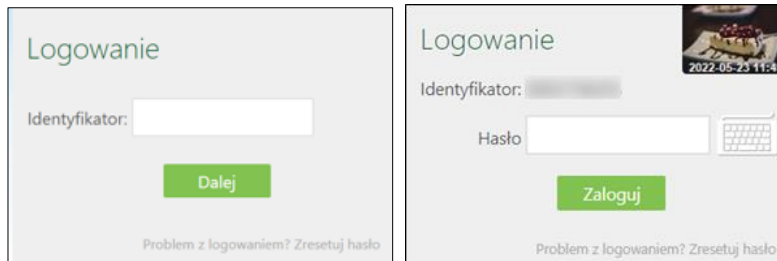 Logowanie
Identyfikator:
Dalej
Problem z logowaniem? Zresetuj hasło
Logowanie
2022-05-23 11:4
Identyfikator:
Hasło
Zaloguj
Problem z logowaniem? Zresetuj hasło